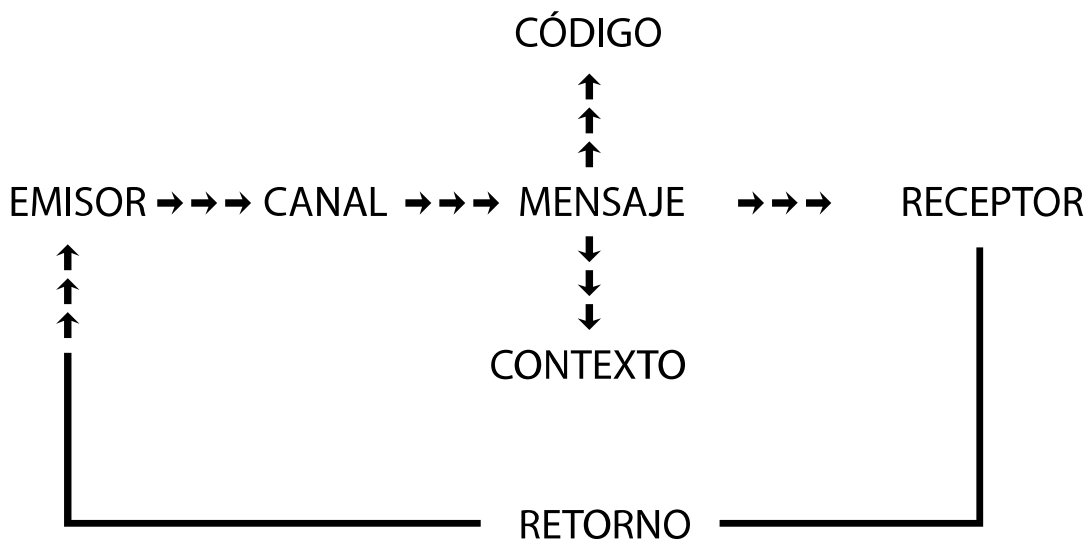 CÓDIGO
EMISOR CANAL MENSAJE RECEPTOR
CONTEXTO
RETORNO